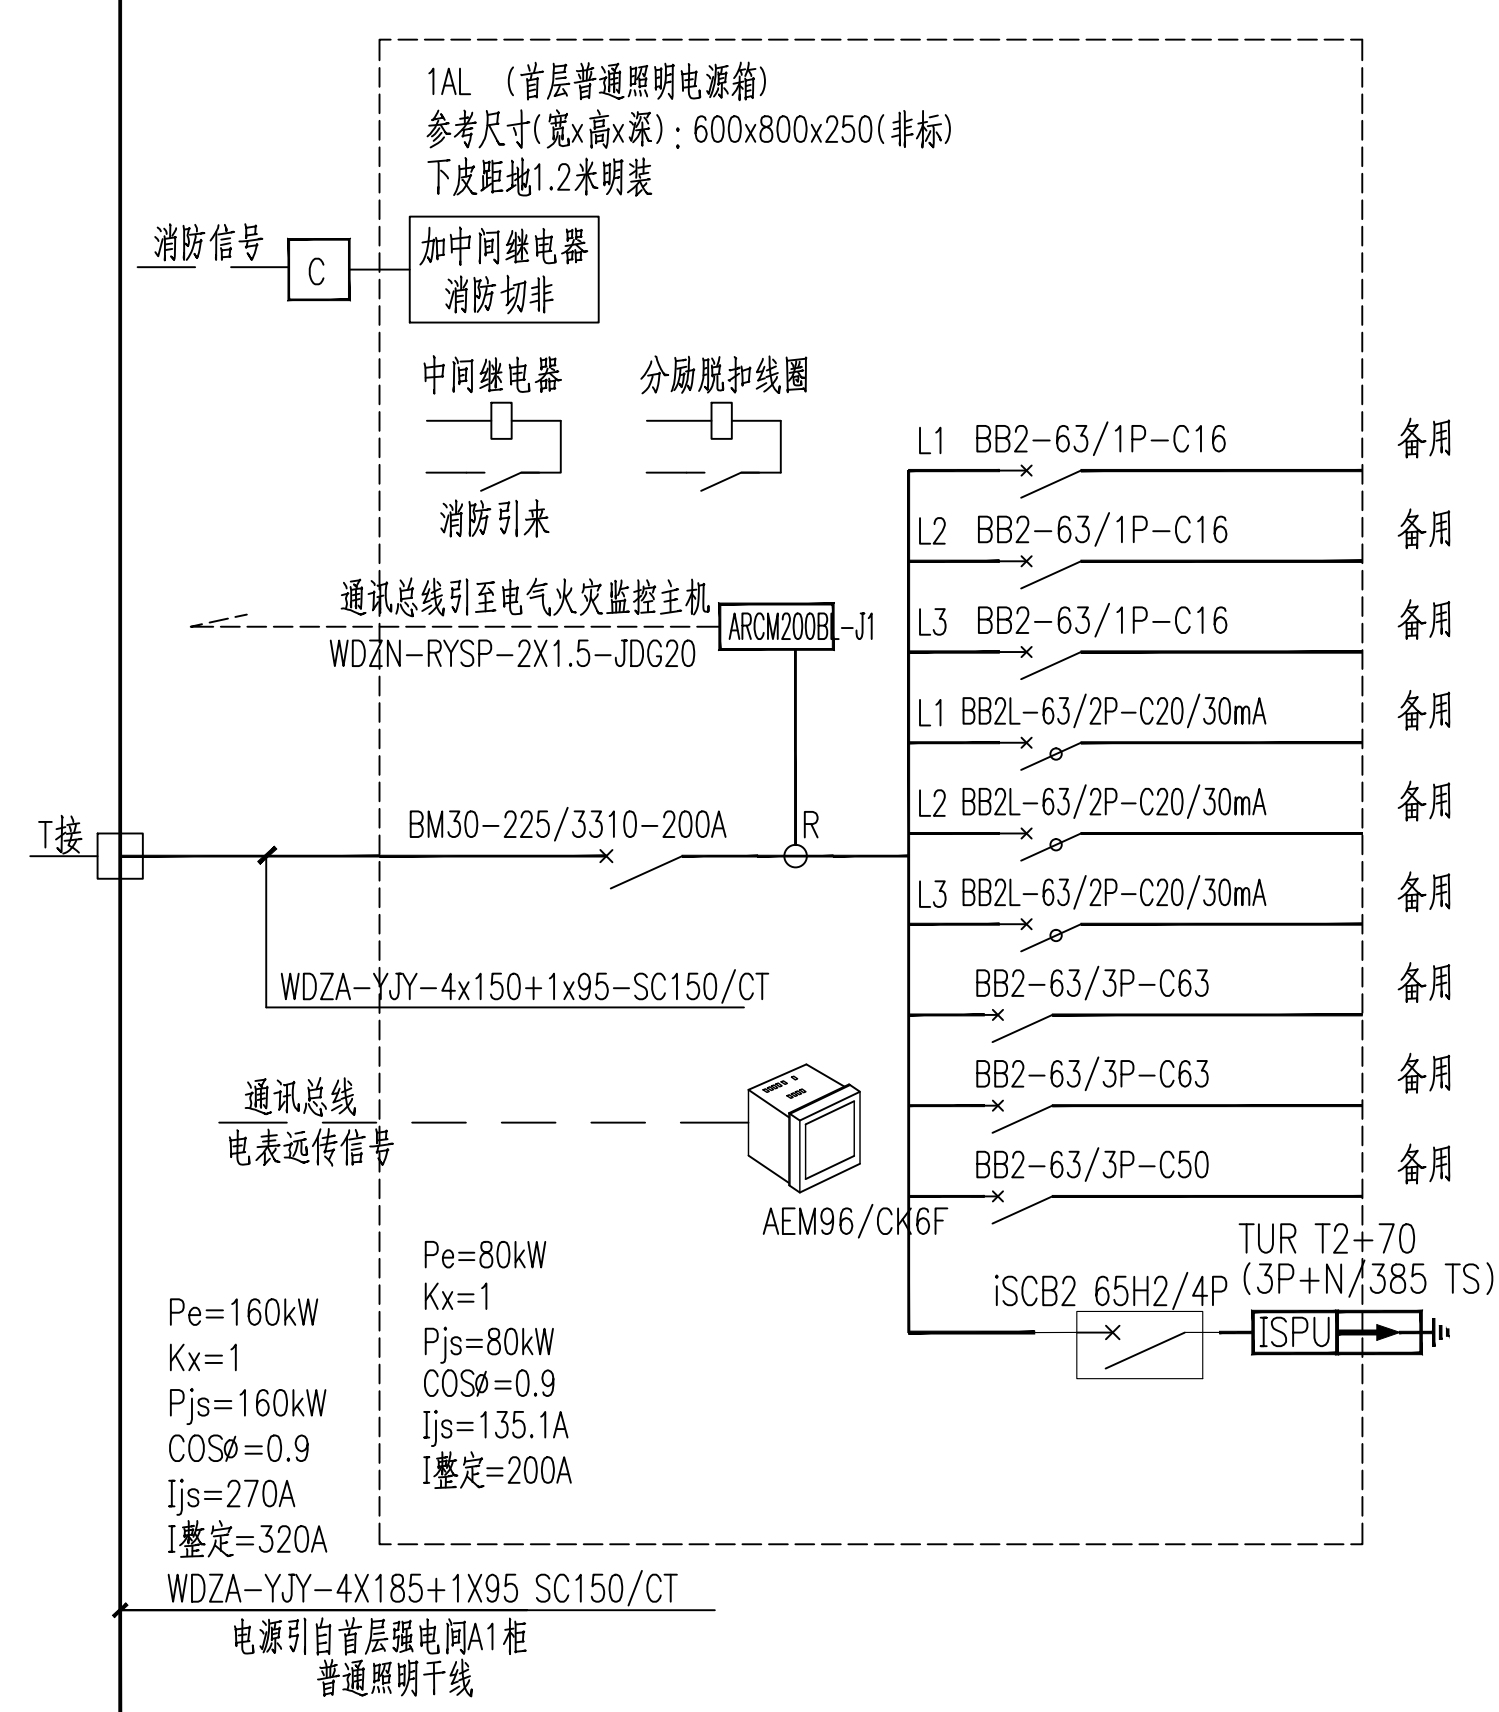 1AL （首层普通照明电源箱）
参考尺寸(宽x高x深)：600x800x250(非标)
下皮距地1.2米明装
消防信号
C
加中间继电器
消防切非
中间继电器
分励脱扣线圈
消防引来
L1 BB2-63/1P-C16 备用
L2 BB2-63/1P-C16 备用
通讯总线引至电气火灾监控主机
ARCM200BL-J1
WDZN-RYSP-2X1.5-JDG20
L3 BB2-63/1P-C16 备用
L1 BB2L-63/2P-C20/30mA 备用
T接
BM30-225/3310-200A
R
L2 BB2L-63/2P-C20/30mA 备用
L3 BB2L-63/2P-C20/30mA 备用
WDZA-YJY-4x150+1x95-SC150/CT
BB2-63/3P-C63 备用
BB2-63/3P-C63 备用
通讯总线
电表远传信号
BB2-63/3P-C50 备用
AEM96/CK6F
TUR T2-70
(3P+N/385 TS)
iSCB2 65H2/4P
ISPU
Pe=80kW
Kx=1
Pjs=80kW
COSø=0.9
Ijs=135.1A
I整定=200A
Pe=160kW
Kx=1
Pjs=160kW
COSø=0.9
Ijs=270A
I整定=320A
WDZA-YJY-4X185+1X95 SC150/CT
电源引自首层强电间A1柜
普通照明干线